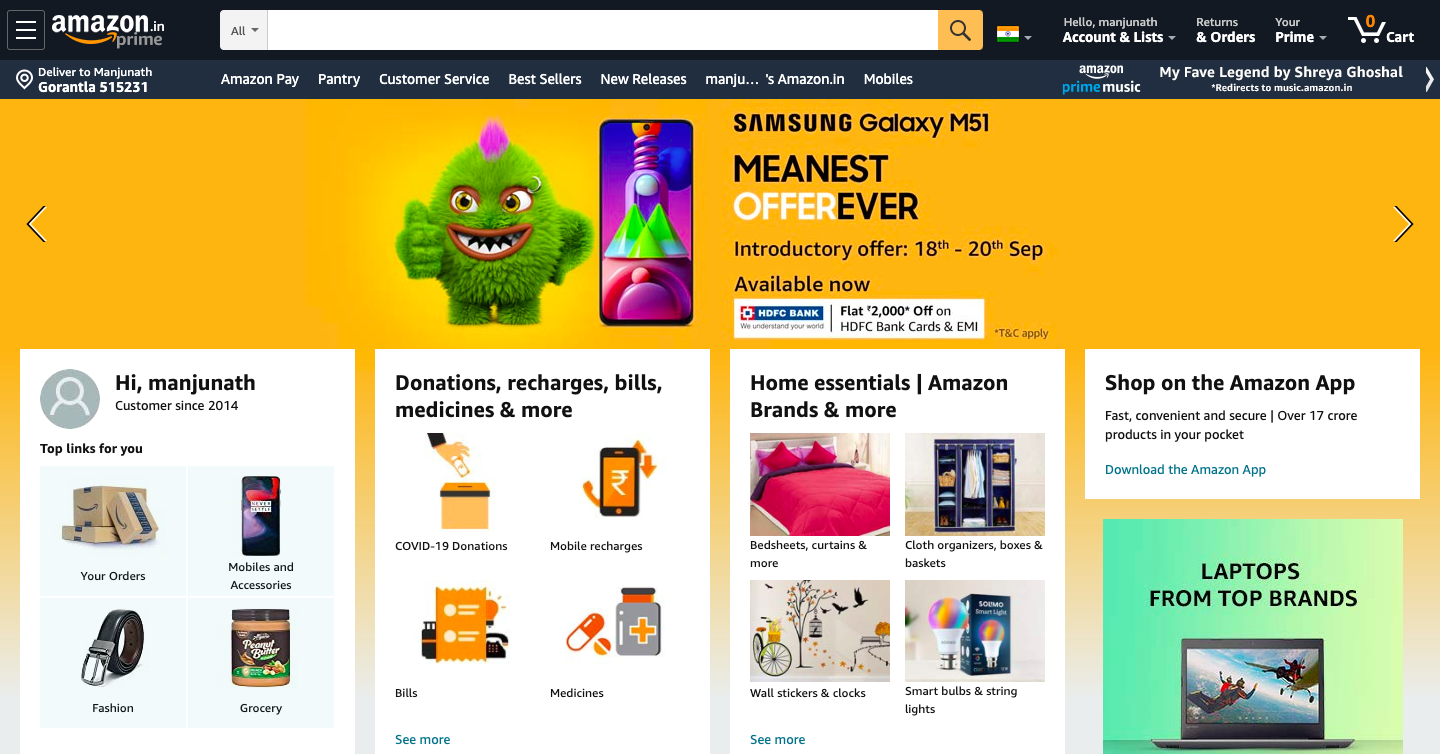 amazon.in
prime
All
Hello, manjunath
Account & Lists
Returns
& Orders
Your
Prime
0
Cart
Deliver to Manjunath
Gorantla 515231
Amazon Pay
Pantry
Customer Service
Best Sellers
New Releases
manju… 's Amazon.in
Mobiles
amazon
prime music
My Fave Legend by Shreya Ghoshal
*Redirects to music.amazon.in
SAMSUNG Galaxy M51
MEANEST
OFFEREVER
Introductory offer: 18th - 20th Sep
Available now
HDFC BANK
We understand your world
Flat ₹2,000* Off on
HDFC Bank Cards & EMI
*T&C apply
Hi, manjunath
Customer since 2014
Top links for you
NEVER
SETTLE
Your Orders
Mobiles and
Accessories
Peanut
Butter
Fashion
Grocery
Donations, recharges, bills,
medicines & more
₹
COVID-19 Donations
Mobile recharges
Bills
Medicines
See more
Home essentials | Amazon
Brands & more
Bedsheets, curtains &
more
Cloth organizers, boxes &
baskets
SOLIMO
Smart Light
Wall stickers & clocks
Smart bulbs & string
lights
See more
Shop on the Amazon App
Fast, convenient and secure | Over 17 crore
products in your pocket
Download the Amazon App
LAPTOPS
FROM TOP BRANDS